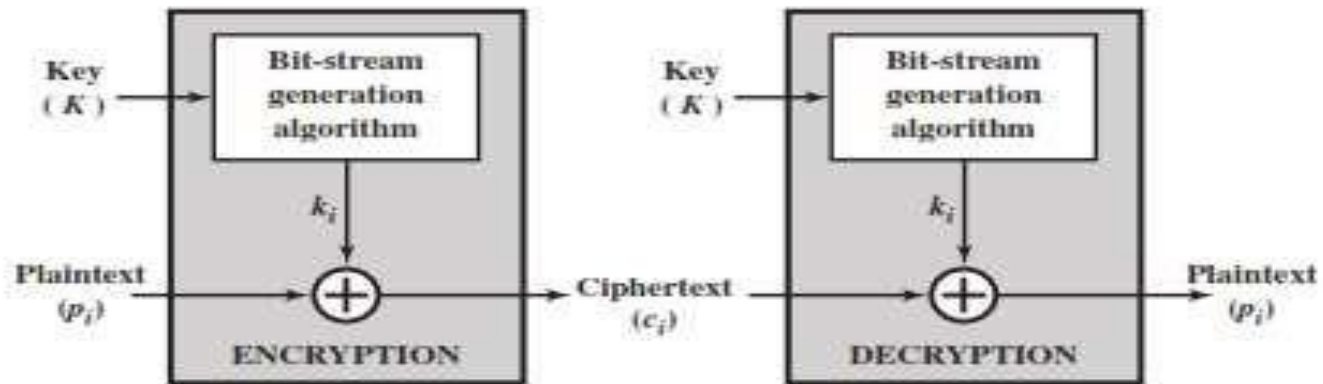 Key
( K )
Bit-stream
generation
algorithm
k_i
Plaintext
(p_i)
ENCRYPTION
Ciphertext
(c_i)
Key
( K )
Bit-stream
generation
algorithm
k_i
Plaintext
(p_i)
DECRYPTION